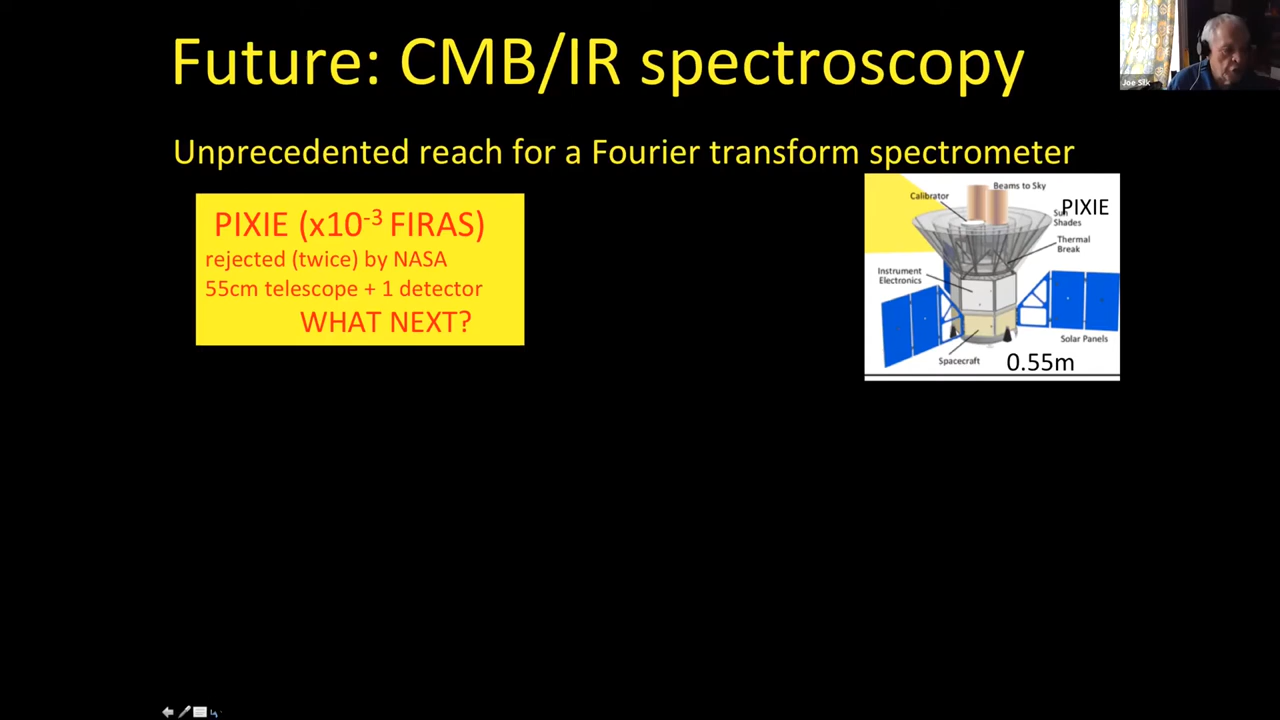 Future: CMB/IR spectroscopy
Joe Silk
Unprecedented reach for a Fourier transform spectrometer
PIXIE (x10⁻³ FIRAS)
rejected (twice) by NASA
55cm telescope + 1 detector
WHAT NEXT?
Beams to Sky
Calibrator
PIXIE
Sun
Shades
Thermal
Break
Instrument
Electronics
Solar Panels
Spacecraft
0.55m